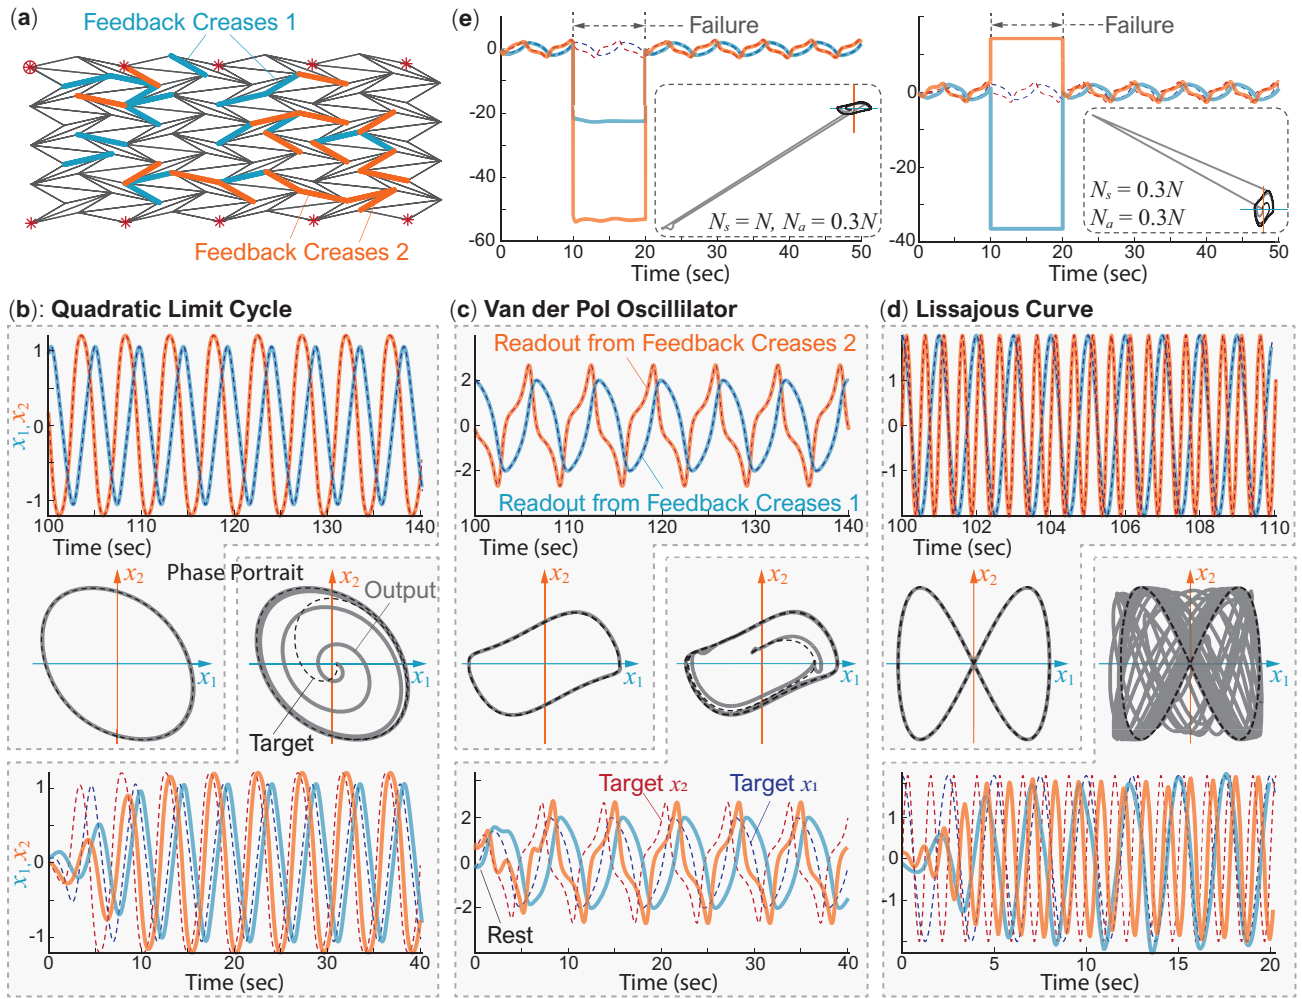 (a)
Feedback Creases 1
Feedback Creases 2
(e)
Failure
0
-20
-40
-60
0 10 20 30 40 50
Time (sec)
Nₛ = N, Nₐ = 0.3N
Failure
0
-20
-40
0 10 20 30 40 50
Time (sec)
Nₛ = 0.3N
Nₐ = 0.3N
(b): Quadratic Limit Cycle
x₁, x₂
1
0
-1
100 110 120 130 140
Time (sec)
Phase Portrait
x₂
x₁
x₂
Output
x₁
Target
x₁, x₂
1
0
-1
0 10 20 30 40
Time (sec)
(c) Van der Pol Oscillilator
Readout from Feedback Creases 2
2
0
-2
Readout from Feedback Creases 1
100 110 120 130 140
Time (sec)
x₂
x₁
x₂
x₁
Target x₂
Target x₁
2
0
-2
Rest
0 10 20 30 40
Time (sec)
(d) Lissajous Curve
1
0
-1
100 102 104 106 108 110
Time (sec)
x₂
x₁
x₂
x₁
1
0
-1
0 5 10 15 20
Time (sec)